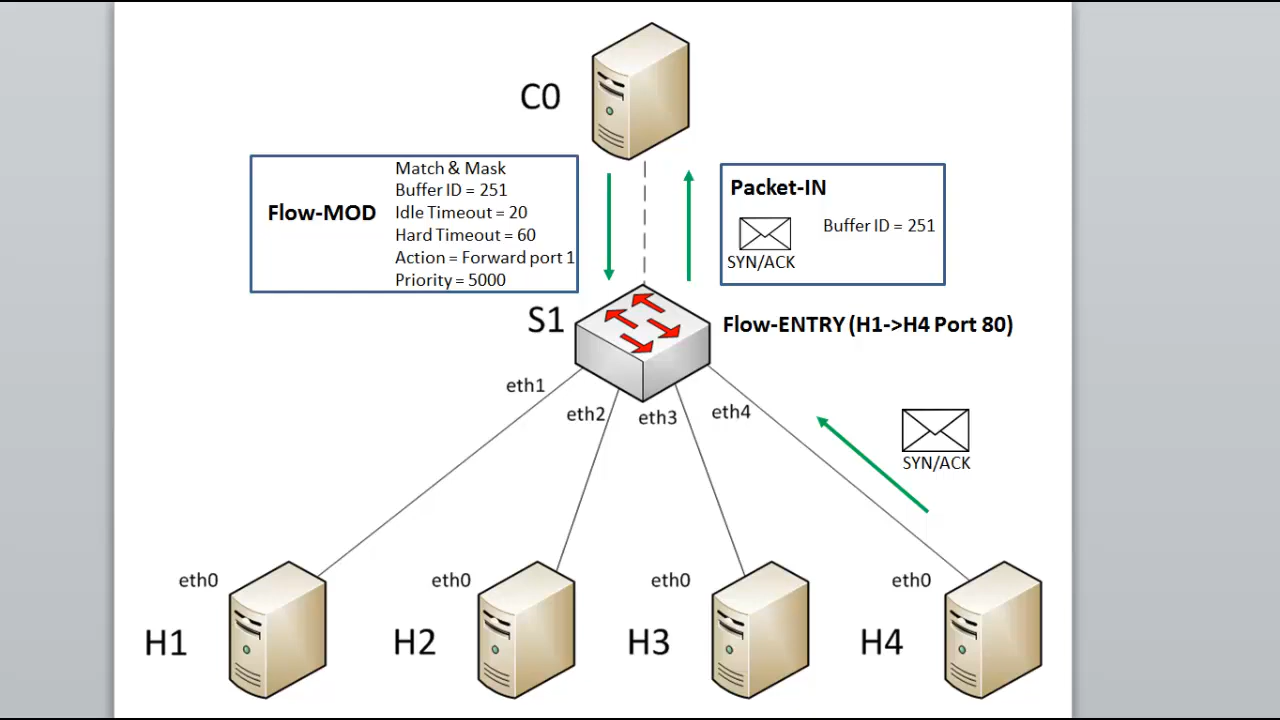 C0
Flow-MOD
Match & Mask
Buffer ID = 251
Idle Timeout = 20
Hard Timeout = 60
Action = Forward port 1
Priority = 5000
Packet-IN
Buffer ID = 251
SYN/ACK
S1
Flow-ENTRY (H1->H4 Port 80)
eth1
eth2
eth3
eth4
SYN/ACK
eth0
eth0
eth0
eth0
H1
H2
H3
H4